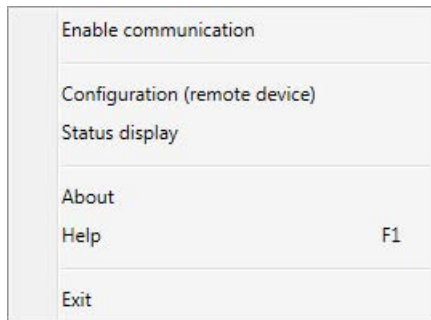 Enable communication
Configuration (remote device)
Status display
About
Help F1
Exit